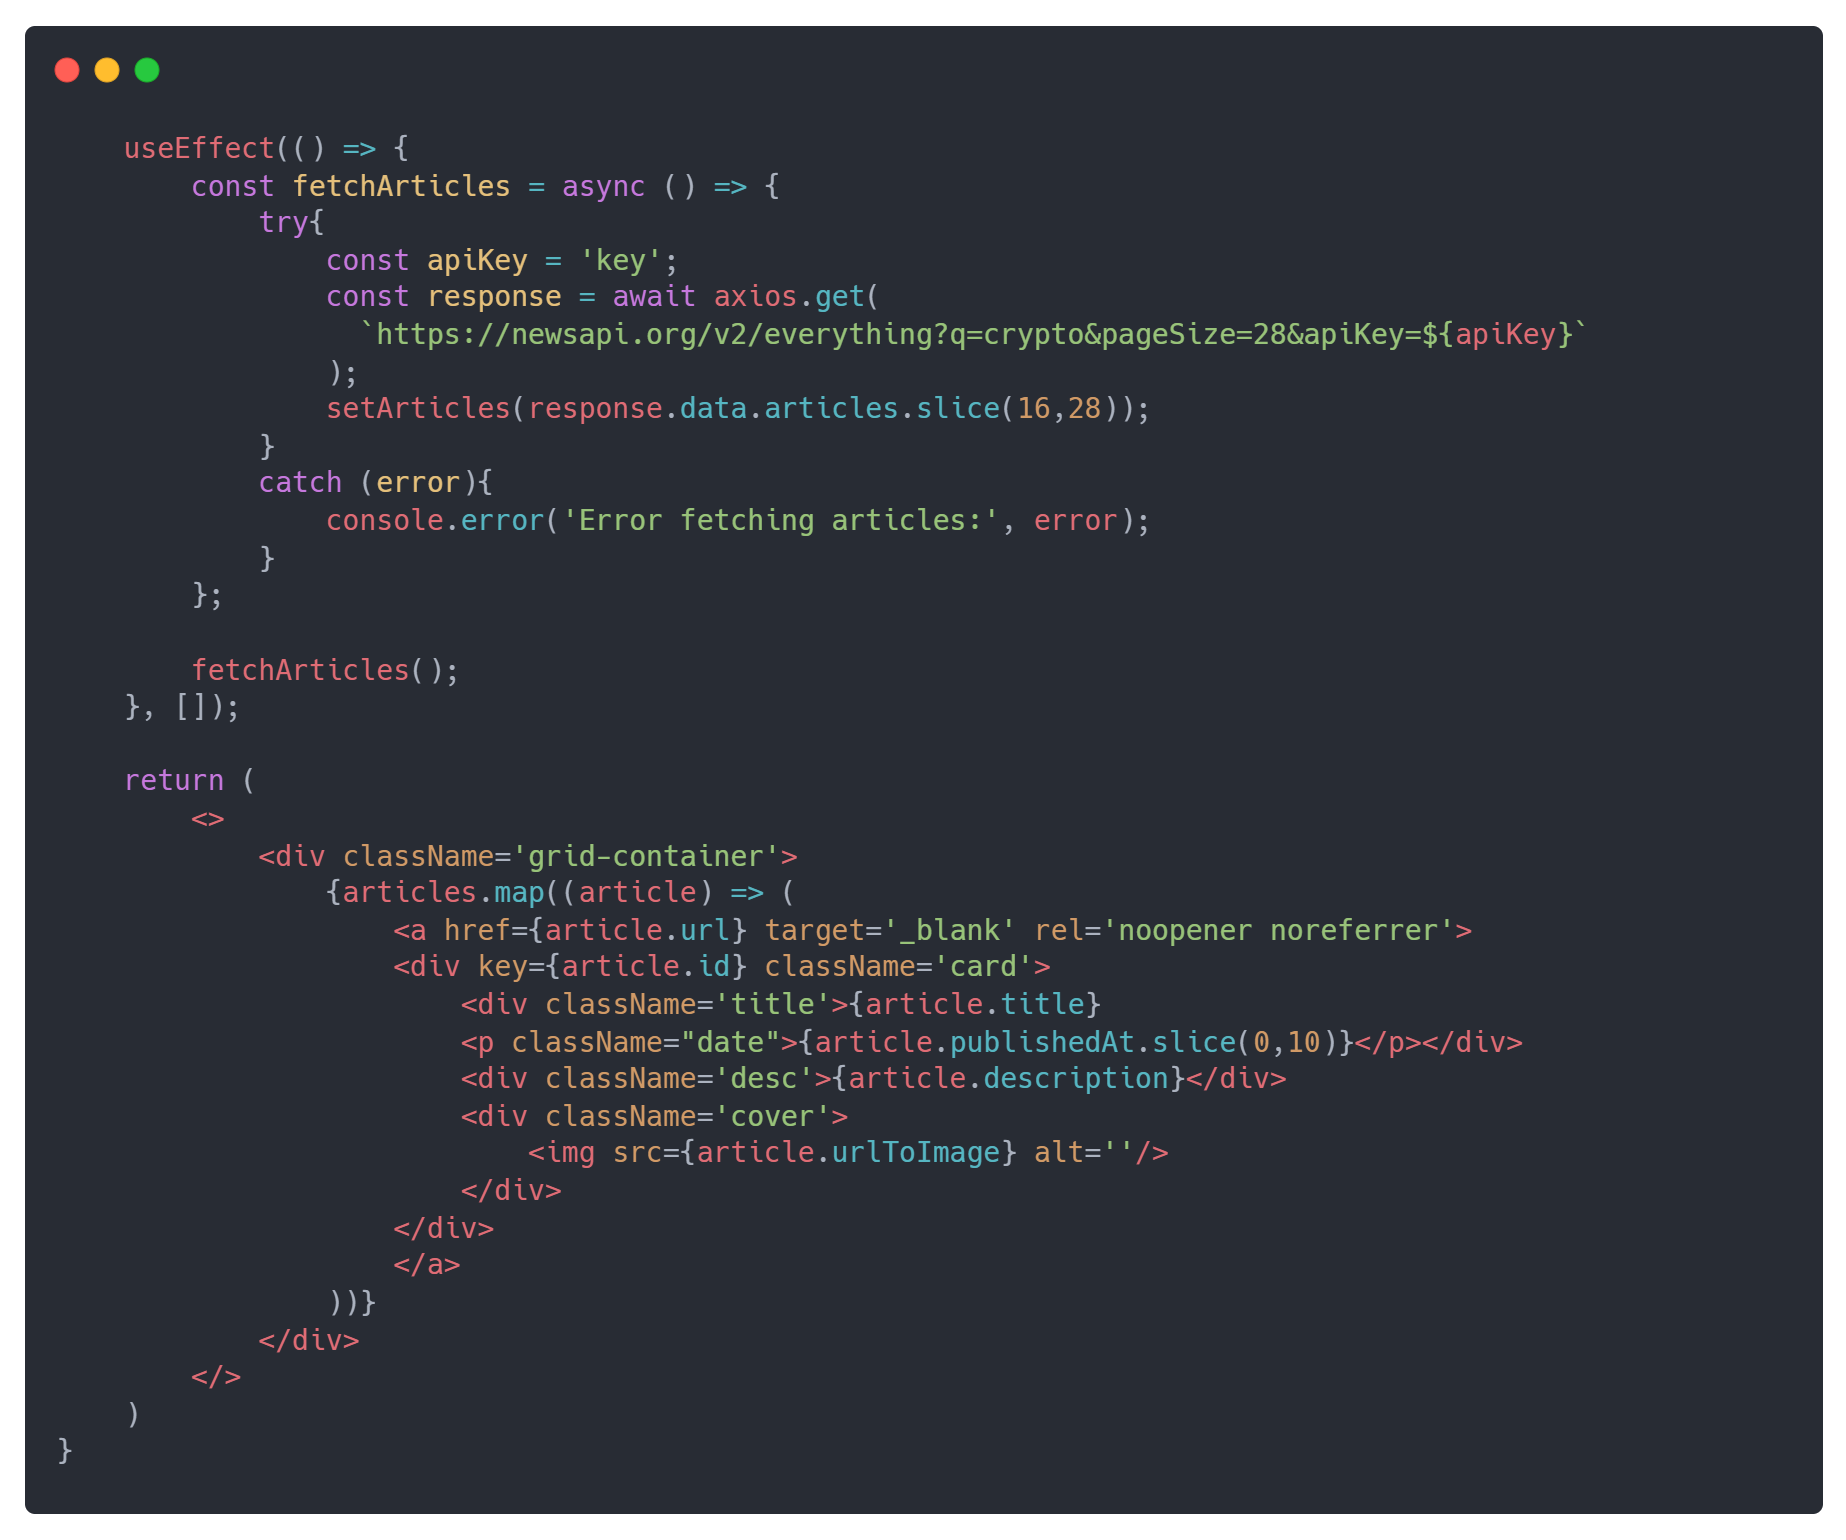 useEffect(() => {
const fetchArticles = async () => {
try{
const apiKey = 'key';
const response = await axios.get(
`https://newsapi.org/v2/everything?q=crypto&pageSize=28&apiKey=${apiKey}`
);
setArticles(response.data.articles.slice(16,28));
}
catch (error){
console.error('Error fetching articles:', error);
}
};
fetchArticles();
}, []);
return (
<>
<div className='grid-container'>
{articles.map((article) => (
<a href={article.url} target='_blank' rel='noopener noreferrer'>
<div key={article.id} className='card'>
<div className='title'>{article.title}
<p className="date">{article.publishedAt.slice(0,10)}</p></div>
<div className='desc'>{article.description}</div>
<div className='cover'>
<img src={article.urlToImage} alt=''/>
</div>
</div>
</a>
))}
</div>
</>
)
}